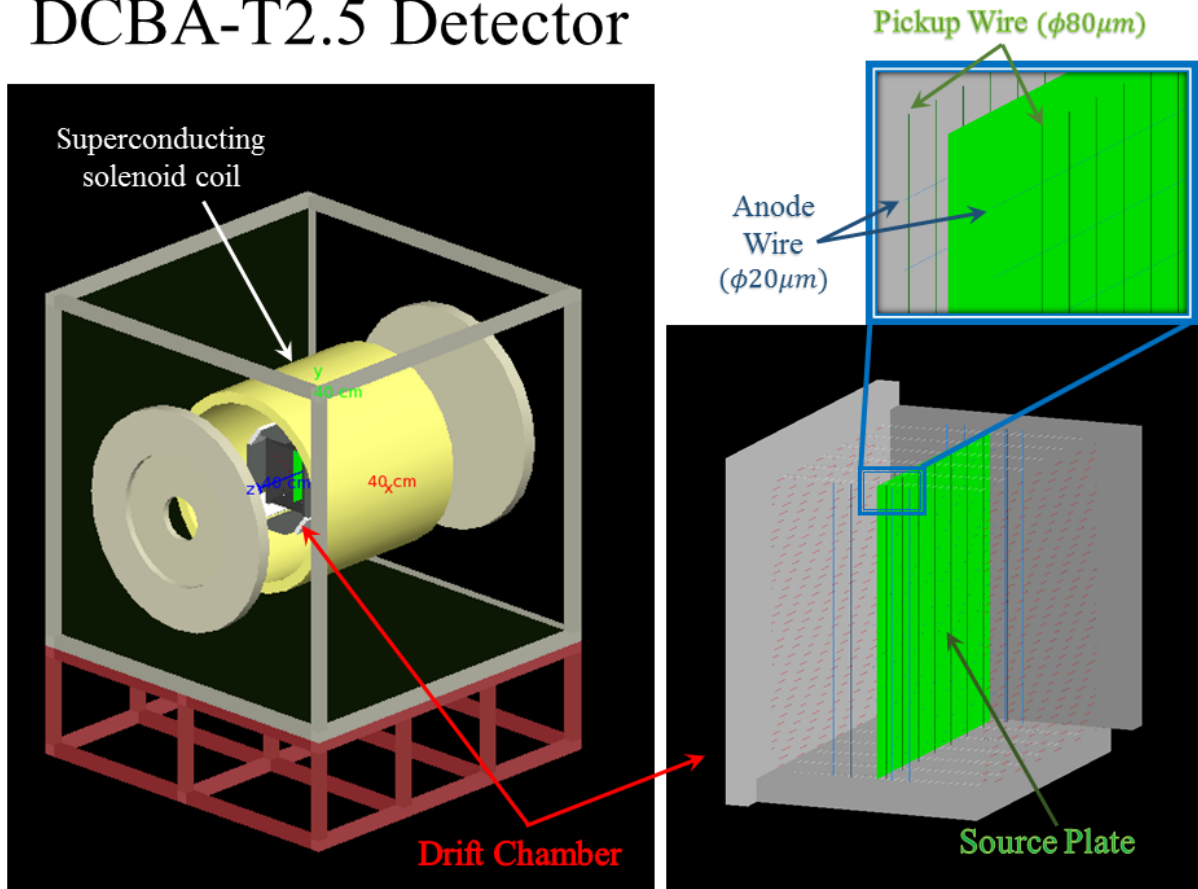 DCBA-T2.5 Detector
Pickup Wire (ϕ80μm)
Superconducting
solenoid coil
Anode
Wire
(ϕ20μm)
y
40 cm
z
40 cm
40 cm
x
Drift Chamber
Source Plate